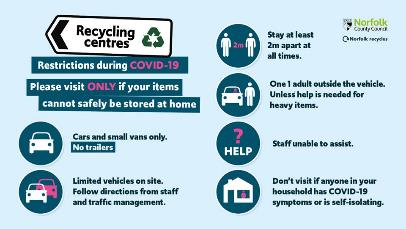 Recycling
centres
Restrictions during COVID-19
Please visit ONLY if your items
cannot safely be stored at home
Cars and small vans only.
No trailers
Limited vehicles on site.
Follow directions from staff
and traffic management.
Norfolk
County Council
Norfolk recycles
2m
Stay at least
2m apart at
all times.
One 1 adult outside the vehicle.
Unless help is needed for
heavy items.
?
HELP
Staff unable to assist.
Don't visit if anyone in your
household has COVID-19
symptoms or is self-isolating.